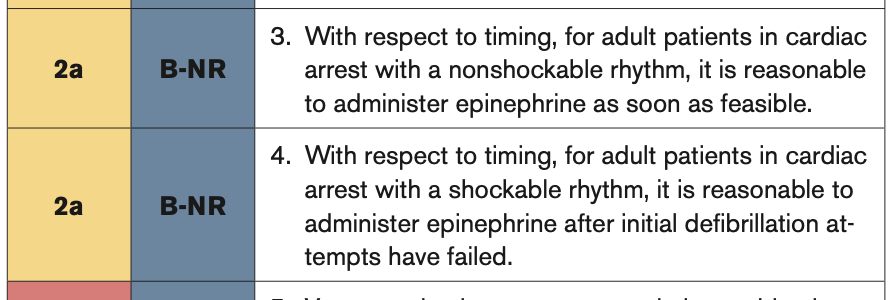 2a
B-NR
3. With respect to timing, for adult patients in cardiac
arrest with a nonshockable rhythm, it is reasonable
to administer epinephrine as soon as feasible.
2a
B-NR
4. With respect to timing, for adult patients in cardiac
arrest with a shockable rhythm, it is reasonable to
administer epinephrine after initial defibrillation at-
tempts have failed.